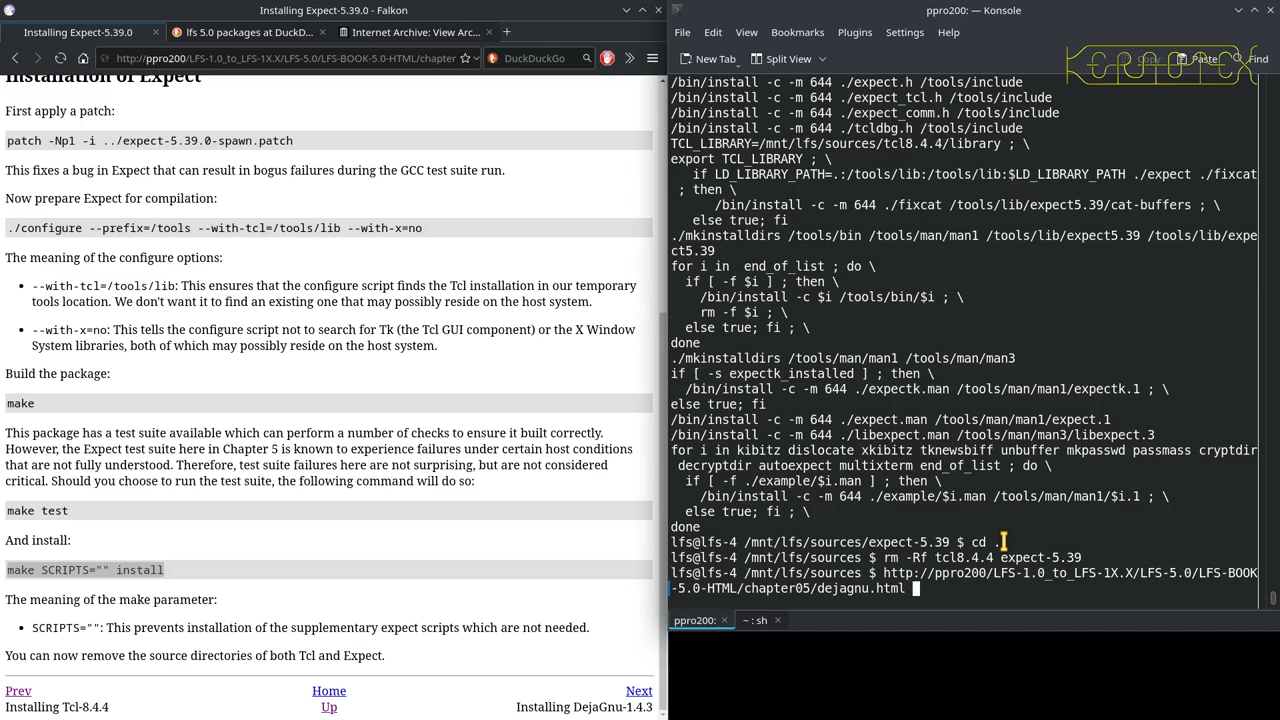 Installing Expect-5.39.0 - Falkon
Installing Expect-5.39.0
lfs 5.0 packages at DuckD...
Internet Archive: View Arc...
http://ppro200/LFS-1.0_to_LFS-1X.X/LFS-5.0/LFS-BOOK-5.0-HTML/chapter
DuckDuckGo
Installation of Expect
First apply a patch:
patch -Np1 -i ../expect-5.39.0-spawn.patch
This fixes a bug in Expect that can result in bogus failures during the GCC test suite run.
Now prepare Expect for compilation:
./configure --prefix=/tools --with-tcl=/tools/lib --with-x=no
The meaning of the configure options:
• --with-tcl=/tools/lib: This ensures that the configure script finds the Tcl installation in our temporary
tools location. We don't want it to find an existing one that may possibly reside on the host system.
• --with-x=no: This tells the configure script not to search for Tk (the Tcl GUI component) or the X Window
System libraries, both of which may possibly reside on the host system.
Build the package:
make
This package has a test suite available which can perform a number of checks to ensure it built correctly.
However, the Expect test suite here in Chapter 5 is known to experience failures under certain host conditions
that are not fully understood. Therefore, test suite failures here are not surprising, but are not considered
critical. Should you choose to run the test suite, the following command will do so:
make test
And install:
make SCRIPTS="" install
The meaning of the make parameter:
• SCRIPTS="": This prevents installation of the supplementary expect scripts which are not needed.
You can now remove the source directories of both Tcl and Expect.
Prev Home Next
Installing Tcl-8.4.4 Up Installing DejaGnu-1.4.3
ppro200: — Konsole
File Edit View Bookmarks Plugins Settings Help
New Tab Split View Copy Paste Find
/bin/install -c -m 644 ./expect.h /tools/include
/bin/install -c -m 644 ./expect_tcl.h /tools/include
/bin/install -c -m 644 ./expect_comm.h /tools/include
/bin/install -c -m 644 ./tcldbg.h /tools/include
TCL_LIBRARY=/mnt/lfs/sources/tcl8.4.4/library ; \
export TCL_LIBRARY ; \
if LD_LIBRARY_PATH=.:/tools/lib:/tools/lib:$LD_LIBRARY_PATH ./expect ./fixcat
; then \
/bin/install -c -m 644 ./fixcat /tools/lib/expect5.39/cat-buffers ; \
else true; fi
./mkinstalldirs /tools/bin /tools/man/man1 /tools/lib/expect5.39 /tools/lib/expe
ct5.39
for i in  end_of_list ; do \
if [ -f $i ] ; then \
/bin/install -c $i /tools/bin/$i ; \
rm -f $i ; \
else true; fi ; \
done
./mkinstalldirs /tools/man/man1 /tools/man/man3
if [ -s expectk_installed ] ; then \
/bin/install -c -m 644 ./expectk.man /tools/man/man1/expectk.1 ; \
else true; fi
/bin/install -c -m 644 ./expect.man /tools/man/man1/expect.1
/bin/install -c -m 644 ./libexpect.man /tools/man/man3/libexpect.3
for i in kibitz dislocate xkibitz tknewsbiff unbuffer mkpasswd passmass cryptdir
decryptdir autoexpect multixterm end_of_list ; do \
if [ -f ./example/$i.man ] ; then \
/bin/install -c -m 644 ./example/$i.man /tools/man/man1/$i.1 ; \
else true; fi ; \
done
lfs@lfs-4 /mnt/lfs/sources/expect-5.39 $ cd .
lfs@lfs-4 /mnt/lfs/sources $ rm -Rf tcl8.4.4 expect-5.39
lfs@lfs-4 /mnt/lfs/sources $ http://ppro200/LFS-1.0_to_LFS-1X.X/LFS-5.0/LFS-BOOK
-5.0-HTML/chapter05/dejagnu.html
ppro200: ~ : sh